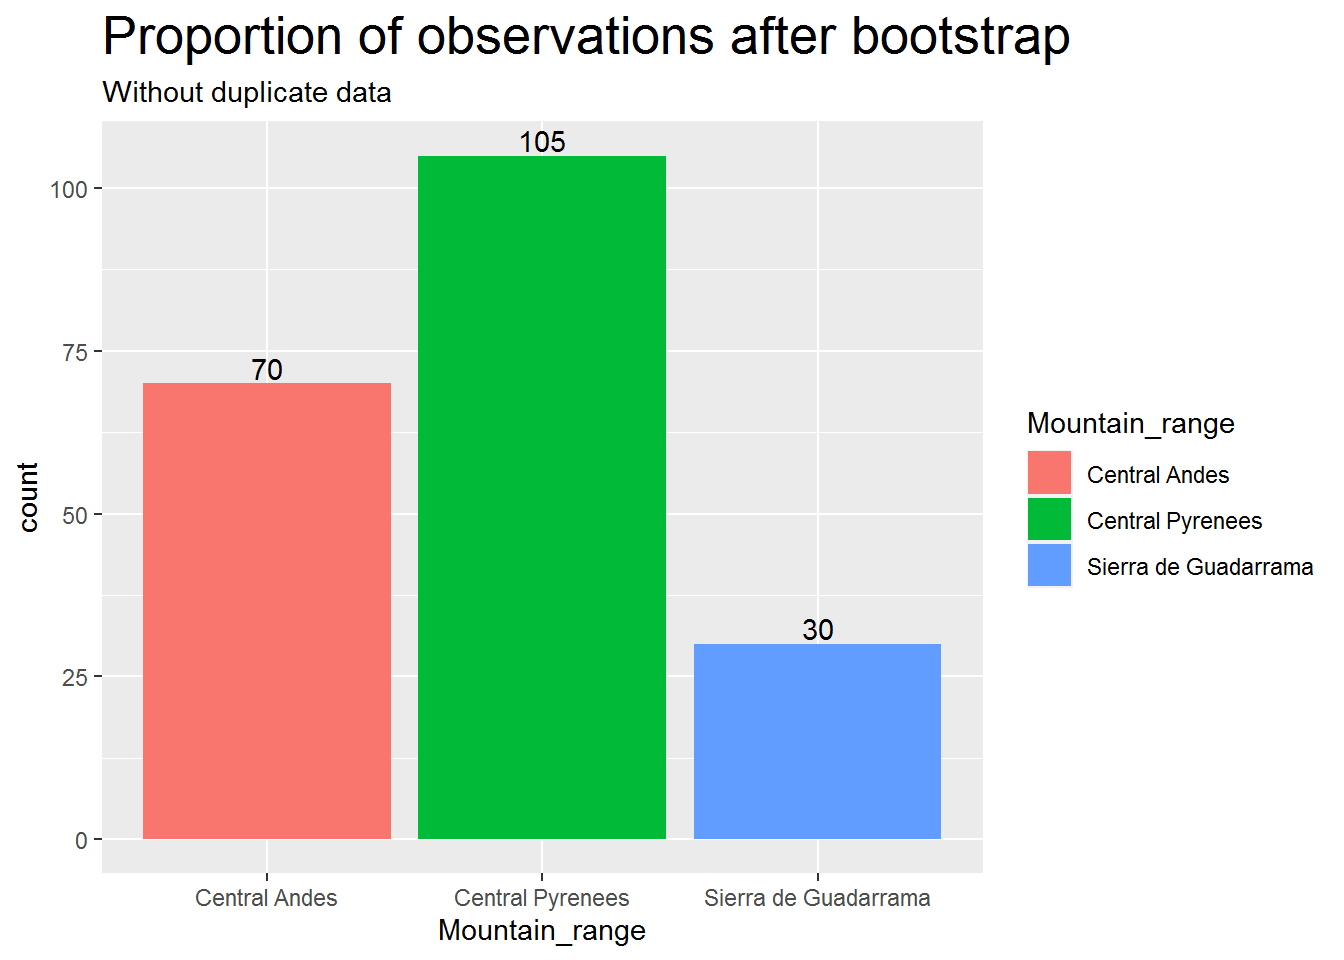 Proportion of observations after bootstrap
Without duplicate data
105
100
75
70
50
30
25
0
count
Central Andes
Central Pyrenees
Sierra de Guadarrama
Mountain_range
Mountain_range
Central Andes
Central Pyrenees
Sierra de Guadarrama